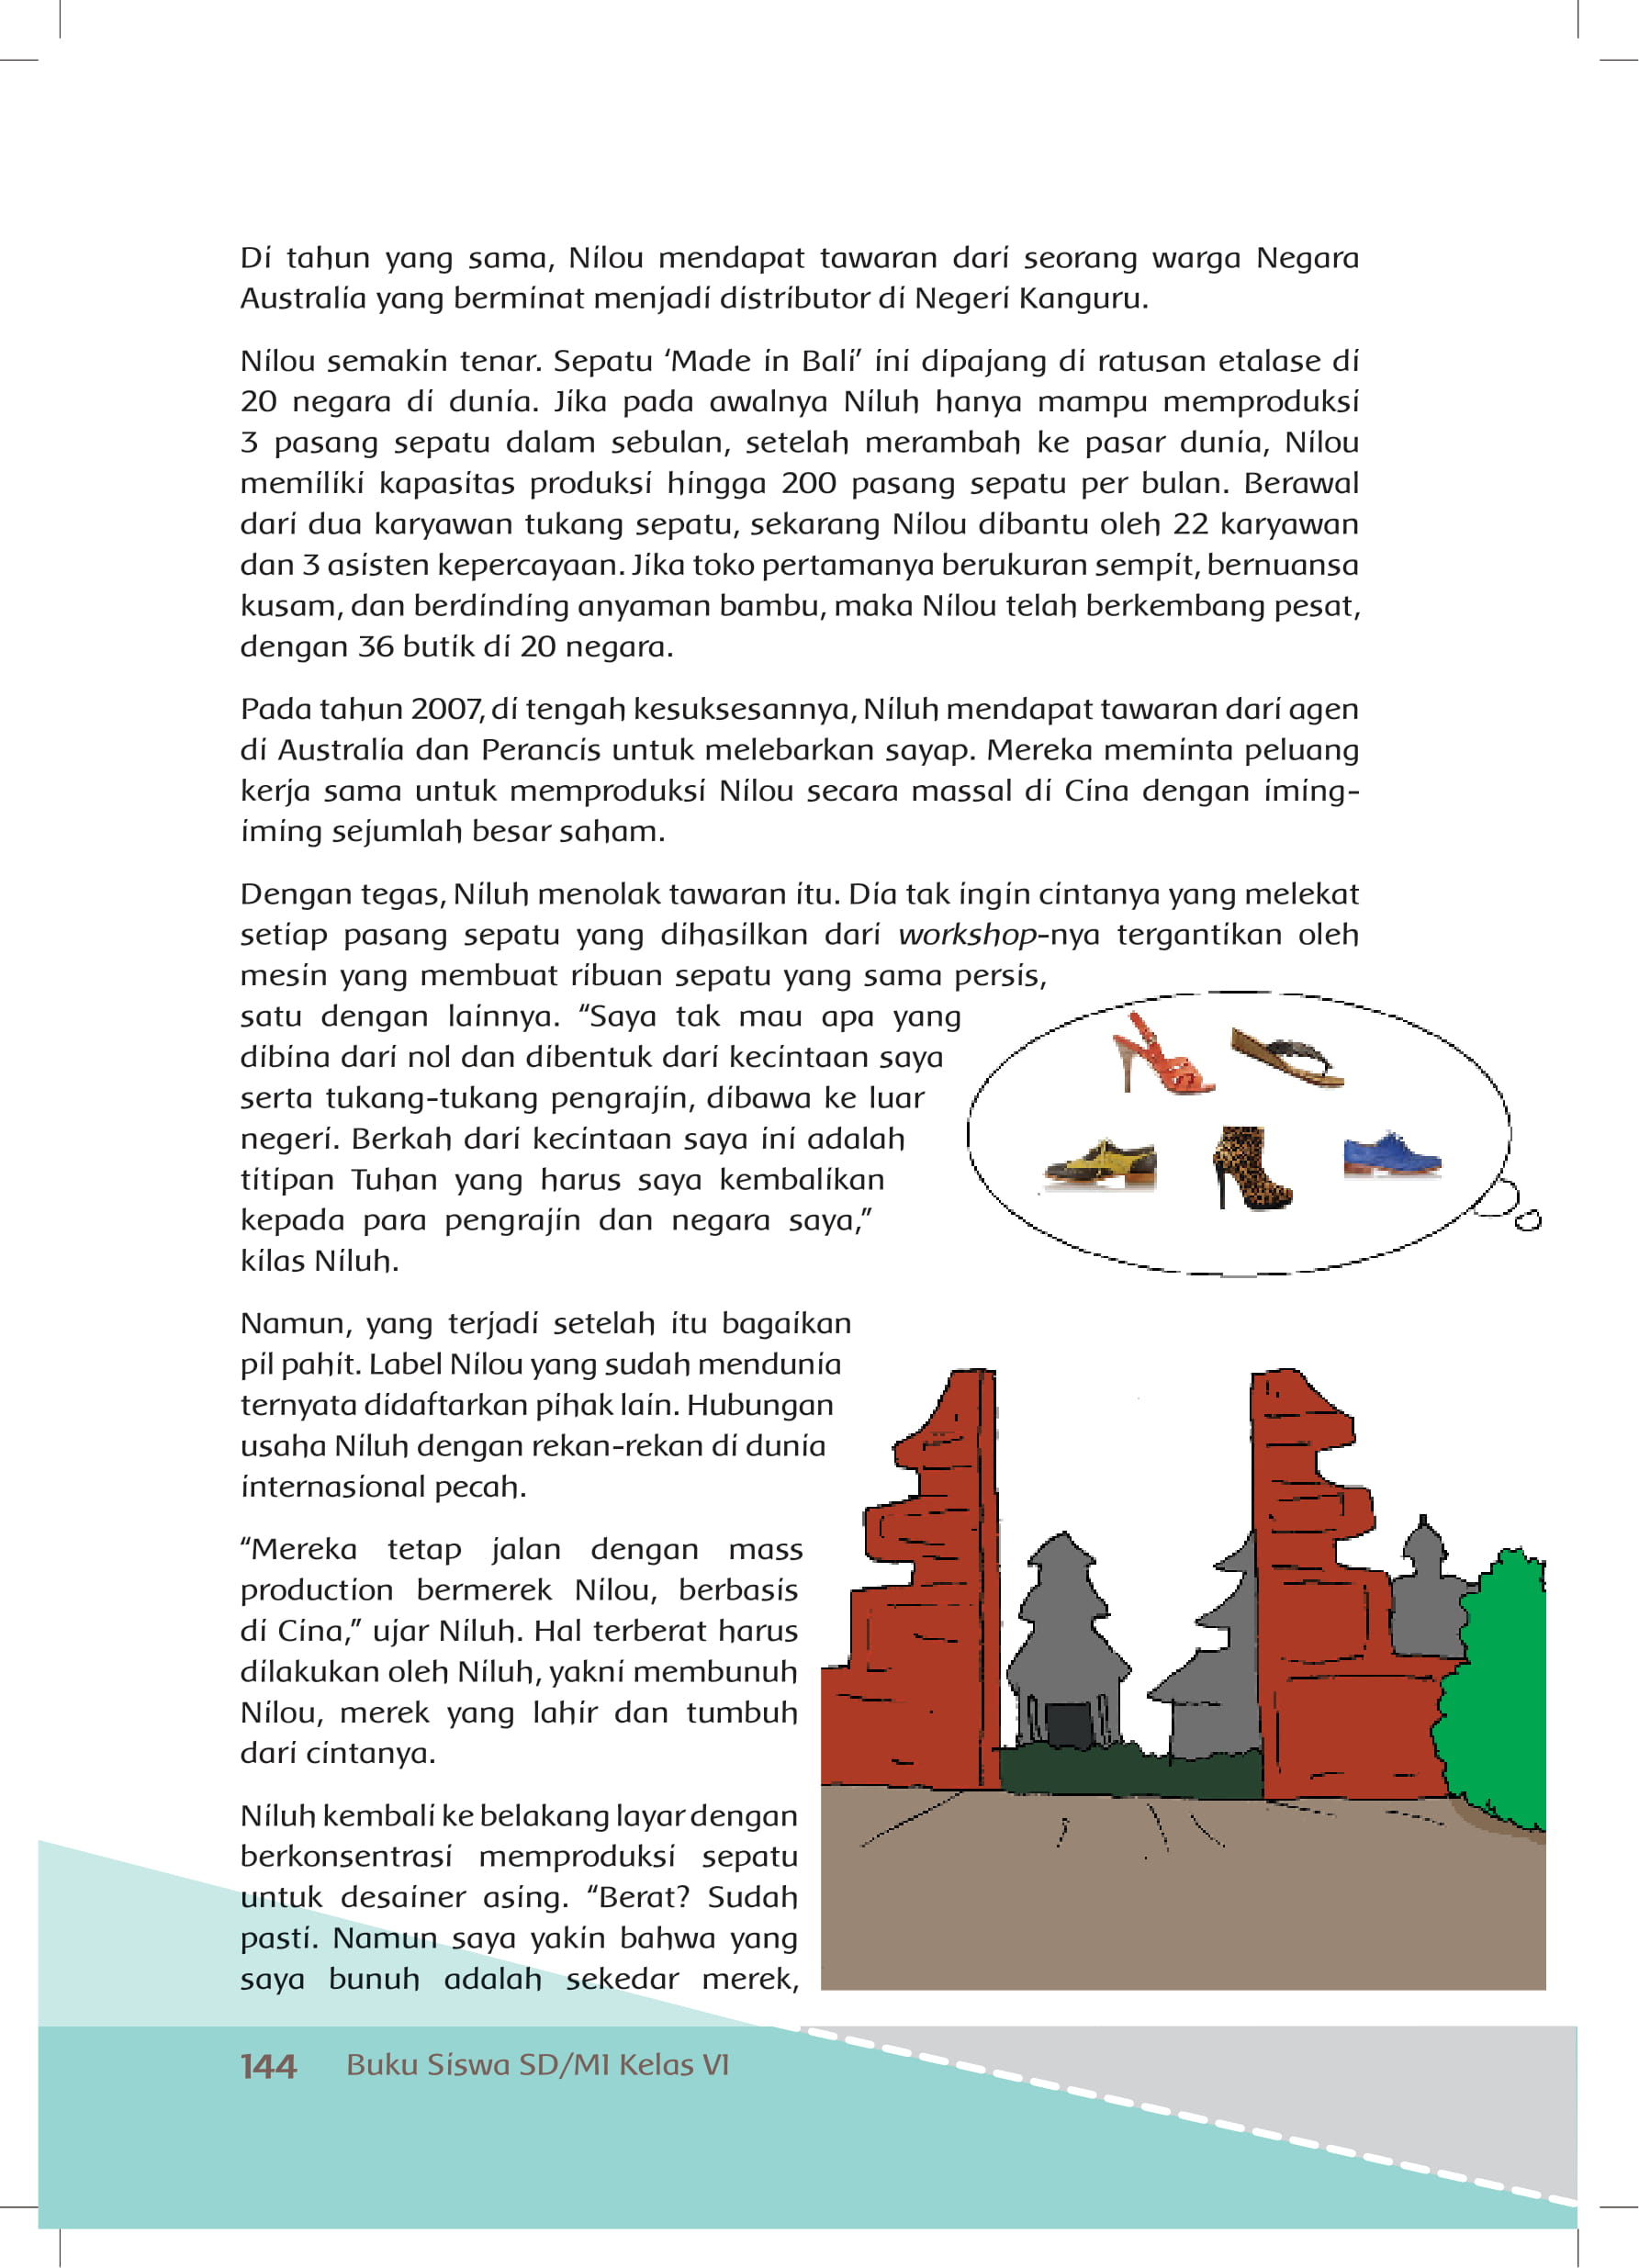 Di tahun yang sama, Nilou mendapat tawaran dari seorang warga Negara
Australia yang berminat menjadi distributor di Negeri Kanguru.
Nilou semakin tenar. Sepatu ‘Made in Bali’ ini dipajang di ratusan etalase di
20 negara di dunia. Jika pada awalnya Niluh hanya mampu memproduksi
3 pasang sepatu dalam sebulan, setelah merambah ke pasar dunia, Nilou
memiliki kapasitas produksi hingga 200 pasang sepatu per bulan. Berawal
dari dua karyawan tukang sepatu, sekarang Nilou dibantu oleh 22 karyawan
dan 3 asisten kepercayaan. Jika toko pertamanya berukuran sempit, bernuansa
kusam, dan berdinding anyaman bambu, maka Nilou telah berkembang pesat,
dengan 36 butik di 20 negara.
Pada tahun 2007, di tengah kesuksesannya, Niluh mendapat tawaran dari agen
di Australia dan Perancis untuk melebarkan sayap. Mereka meminta peluang
kerja sama untuk memproduksi Nilou secara massal di Cina dengan iming-
iming sejumlah besar saham.
Dengan tegas, Niluh menolak tawaran itu. Dia tak ingin cintanya yang melekat
setiap pasang sepatu yang dihasilkan dari workshop-nya tergantikan oleh
mesin yang membuat ribuan sepatu yang sama persis,
satu dengan lainnya. “Saya tak mau apa yang
dibina dari nol dan dibentuk dari kecintaan saya
serta tukang-tukang pengrajin, dibawa ke luar
negeri. Berkah dari kecintaan saya ini adalah
titipan Tuhan yang harus saya kembalikan
kepada para pengrajin dan negara saya,”
kilas Niluh.
Namun, yang terjadi setelah itu bagaikan
pil pahit. Label Nilou yang sudah mendunia
ternyata didaftarkan pihak lain. Hubungan
usaha Niluh dengan rekan-rekan di dunia
internasional pecah.
“Mereka tetap jalan dengan mass
production bermerek Nilou, berbasis
di Cina,” ujar Niluh. Hal terberat harus
dilakukan oleh Niluh, yakni membunuh
Nilou, merek yang lahir dan tumbuh
dari cintanya.
Niluh kembali ke belakang layar dengan
berkonsentrasi memproduksi sepatu
untuk desainer asing. “Berat? Sudah
pasti. Namun saya yakin bahwa yang
saya bunuh adalah sekedar merek,
144 Buku Siswa SD/MI Kelas VI